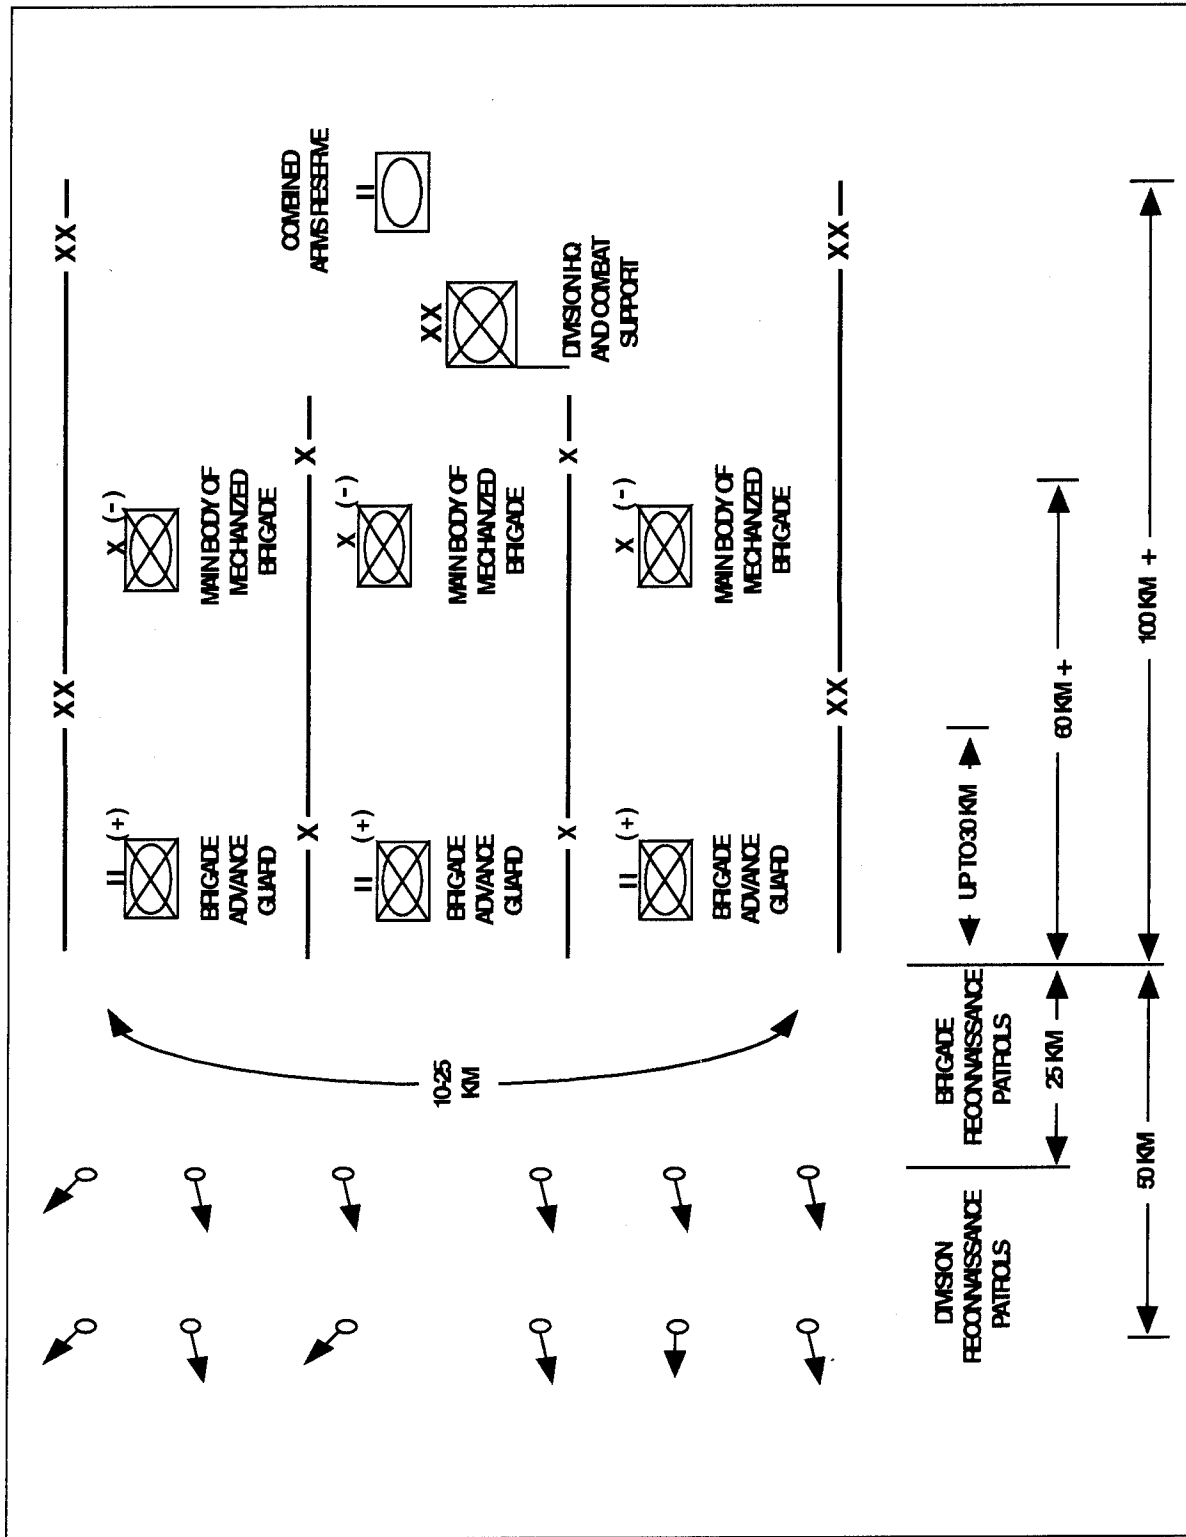 XX
XX
COMBINED
ARMS RESERVE
II
II (+)
X (-)
BRIGADE
ADVANCE
GUARD
MAIN BODY OF
MECHANIZED
BRIGADE
X
X
XX
DIVISION HQ
AND COMBAT
SUPPORT
II (+)
X (-)
BRIGADE
ADVANCE
GUARD
MAIN BODY OF
MECHANIZED
BRIGADE
10-25
KM
X
X
II (+)
X (-)
BRIGADE
ADVANCE
GUARD
MAIN BODY OF
MECHANIZED
BRIGADE
XX
XX
DIVISION
RECONNAISSANCE
PATROLS
BRIGADE
RECONNAISSANCE
PATROLS
UP TO 30 KM
25 KM
60 KM +
50 KM
100 KM +